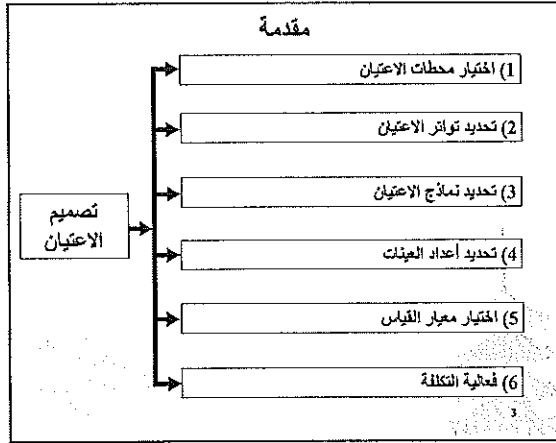 مقدمة
1) اختيار محطات الاعتيان
2) تحديد تواتر الاعتيان
3) تحديد نماذج الاعتيان
4) تحديد أعداد العينات
5) اختيار معيار القياس
6) فعالية التكلفة
تصميم
الاعتيان
3